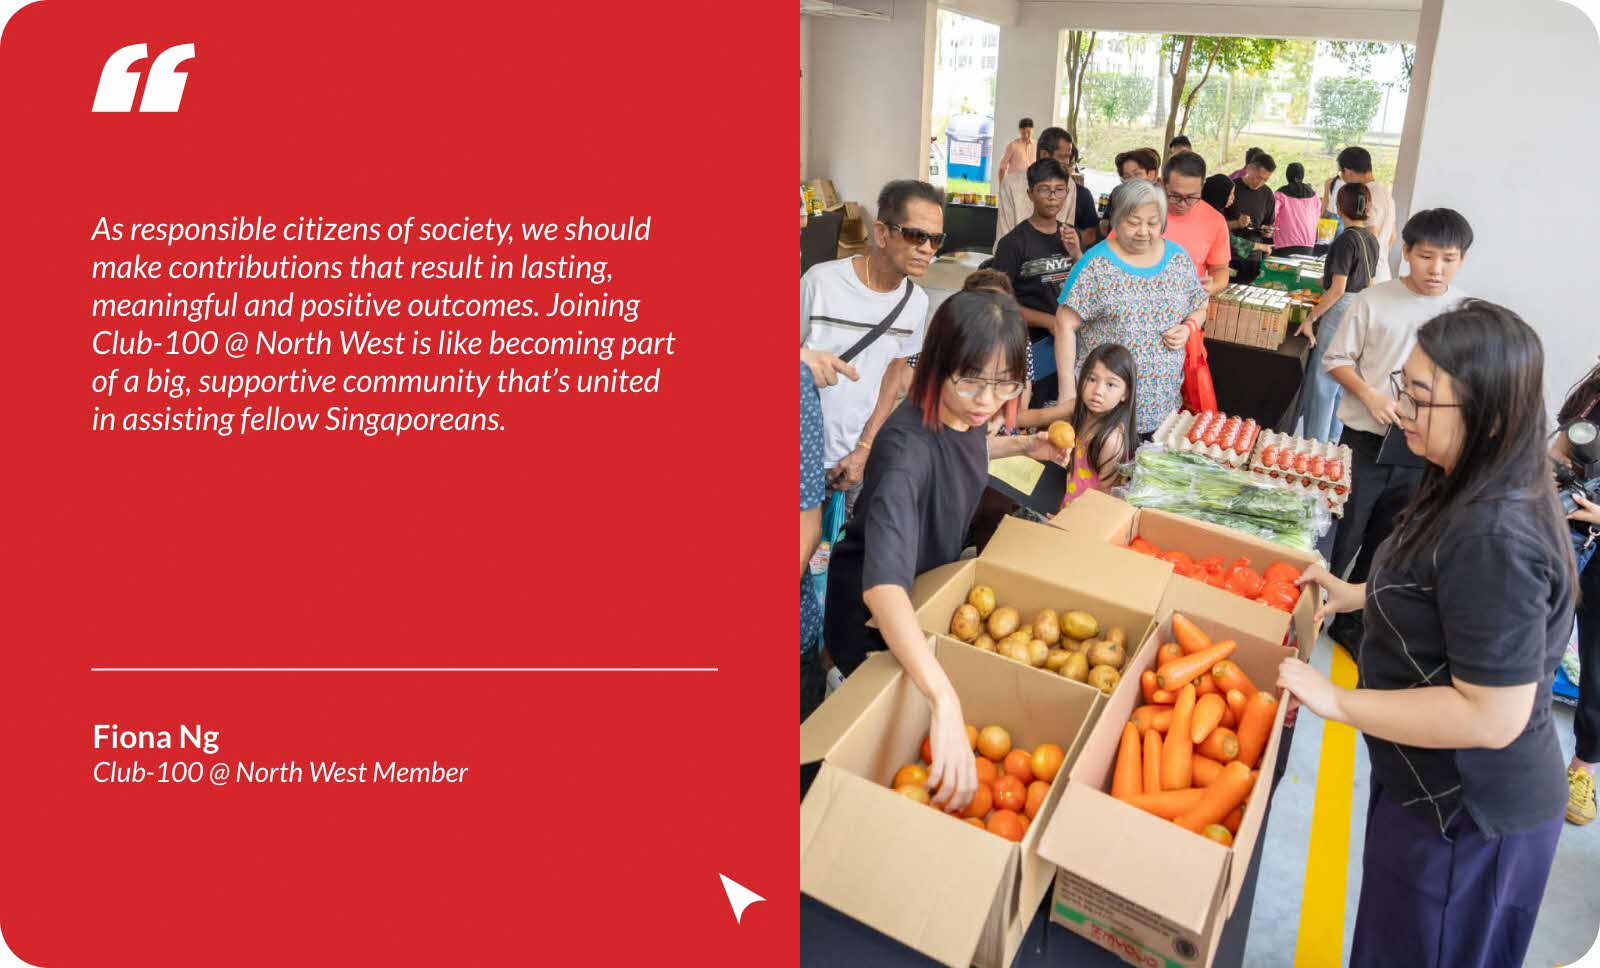 “
As responsible citizens of society, we should
make contributions that result in lasting,
meaningful and positive outcomes. Joining
Club-100 @ North West is like becoming part
of a big, supportive community that’s united
in assisting fellow Singaporeans.
Fiona Ng
Club-100 @ North West Member
NYC